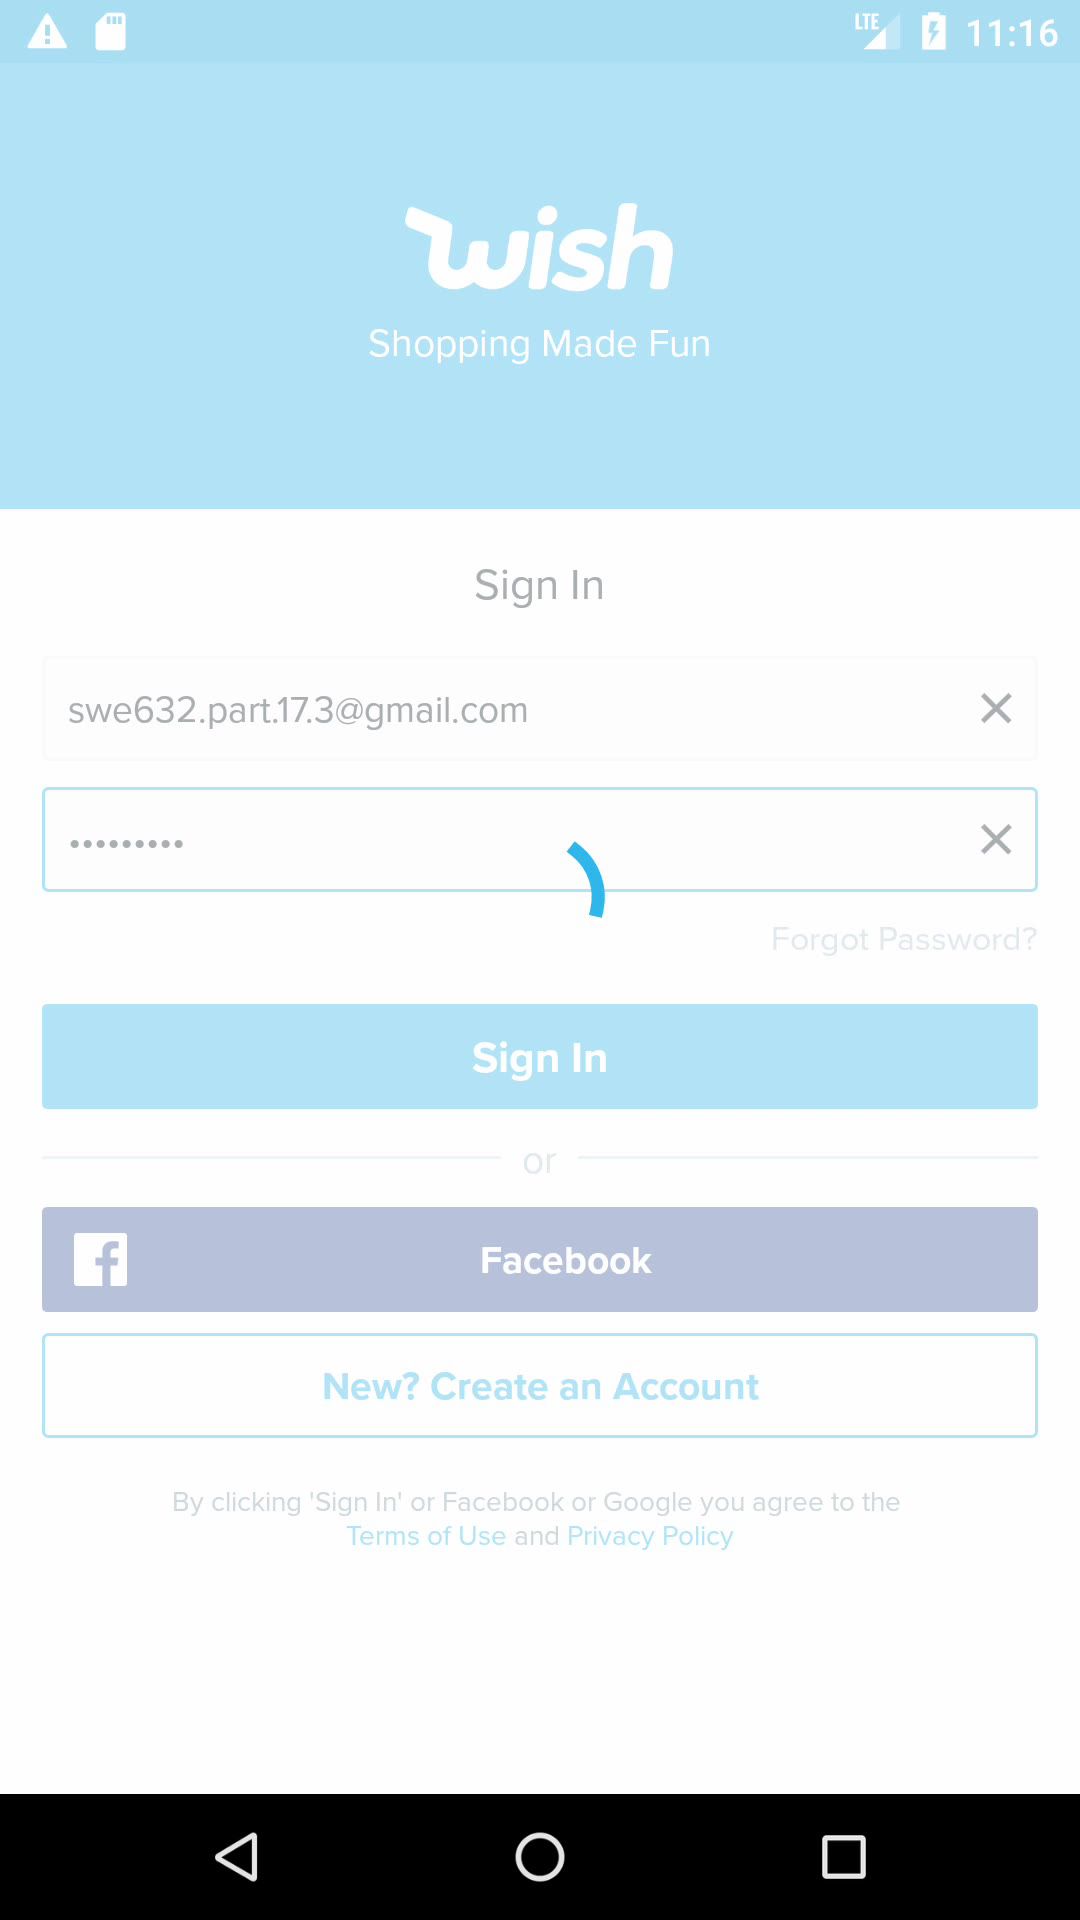 LTE 11:16
wish
Shopping Made Fun
Sign In
swe632.part.17.3@gmail.com
•••••••••
Forgot Password?
Sign In
or
Facebook
New? Create an Account
By clicking 'Sign In' or Facebook or Google you agree to the
Terms of Use and Privacy Policy